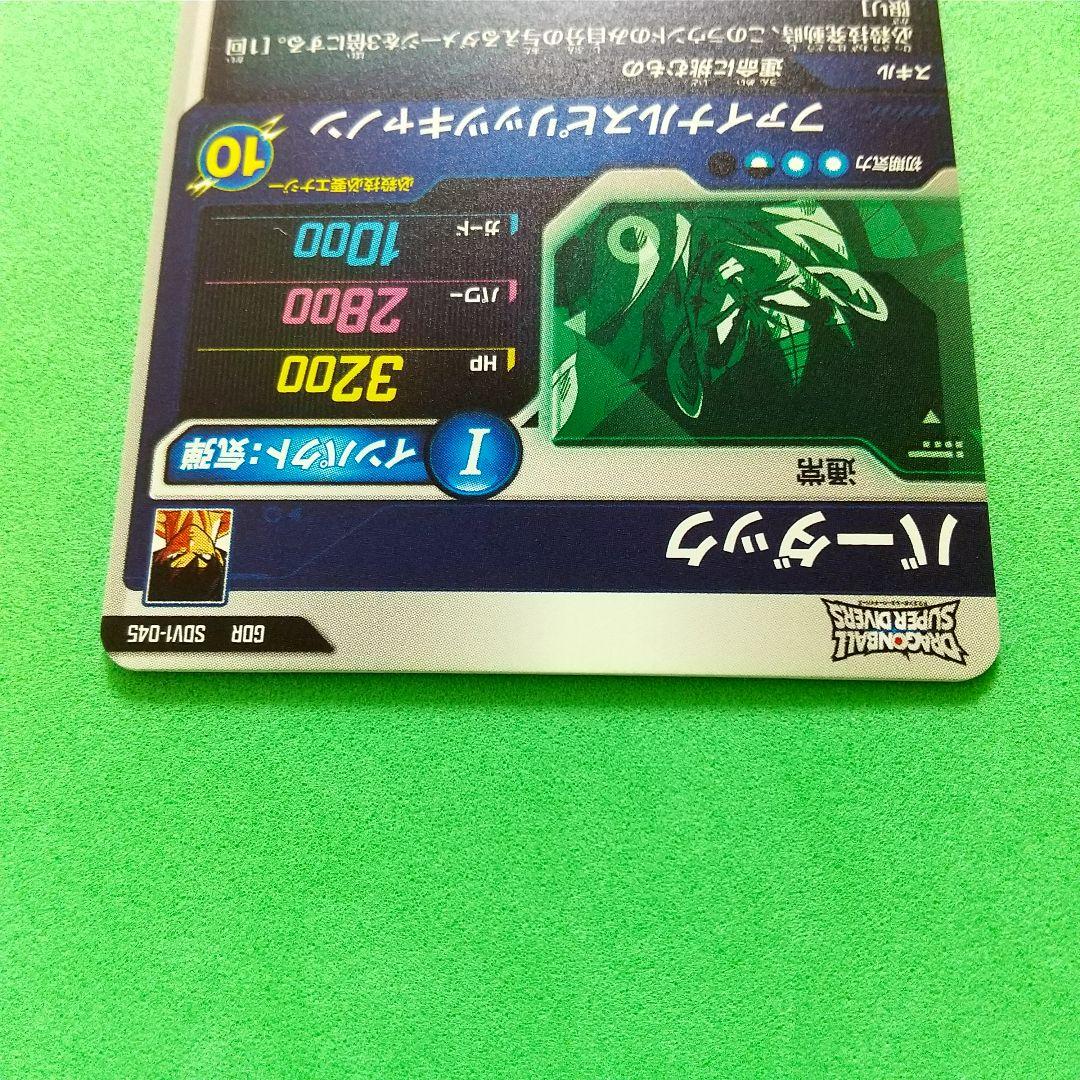 DRAGONBALL
SUPER DIVERS
GDR SDV1-045
バーダック
通常
I インパクト:気弾
HP 3200
パワー 2800
ガード 1000
初期気力
必殺技必要エナジー
10
ファイナルスピリッツキャノン
スキル 運命に挑むもの
必殺技発動時、このラウンドのみ自分の与えるダメージを3倍にする。[1回
限り]